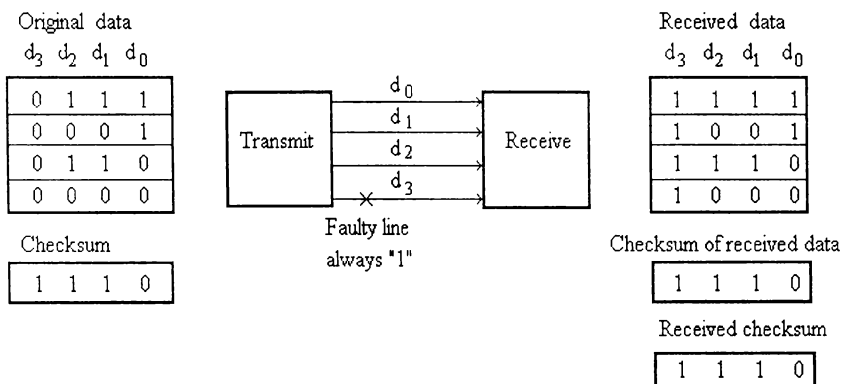 Original data
d3 d2 d1 d0
0 1 1 1
0 0 0 1
0 1 1 0
0 0 0 0
Checksum
1 1 1 0
Transmit
d0
d1
d2
d3
Faulty line
always "1"
Receive
Received data
d3 d2 d1 d0
1 1 1 1
1 0 0 1
1 1 1 0
1 0 0 0
Checksum of received data
1 1 1 0
Received checksum
1 1 1 0